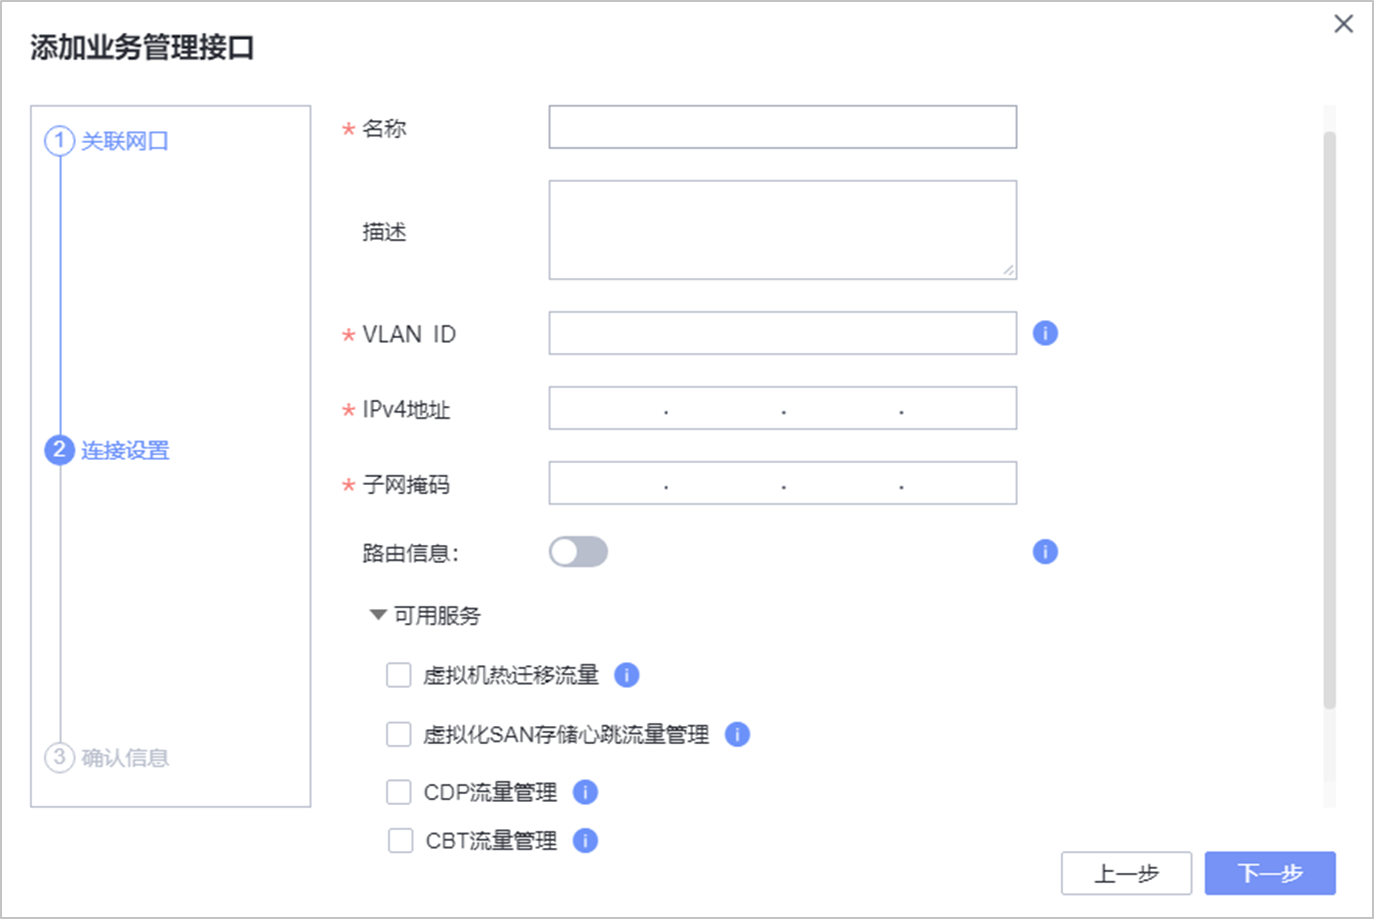 添加业务管理接口
1 关联网口
2 连接设置
3 确认信息
* 名称
描述
* VLAN ID
* IPv4地址
. . .
* 子网掩码
. . .
路由信息：
可用服务
虚拟机热迁移流量
虚拟化SAN存储心跳流量管理
CDP流量管理
CBT流量管理
上一步
下一步